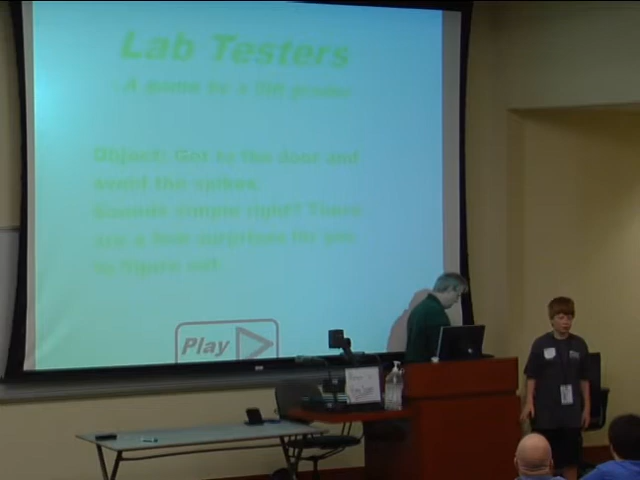 Lab Testers
A game by a 5th grader
Object: Get to the door and
avoid the spikes.
Sounds simple right? There
are a few surprises for you
to figure out.
Play